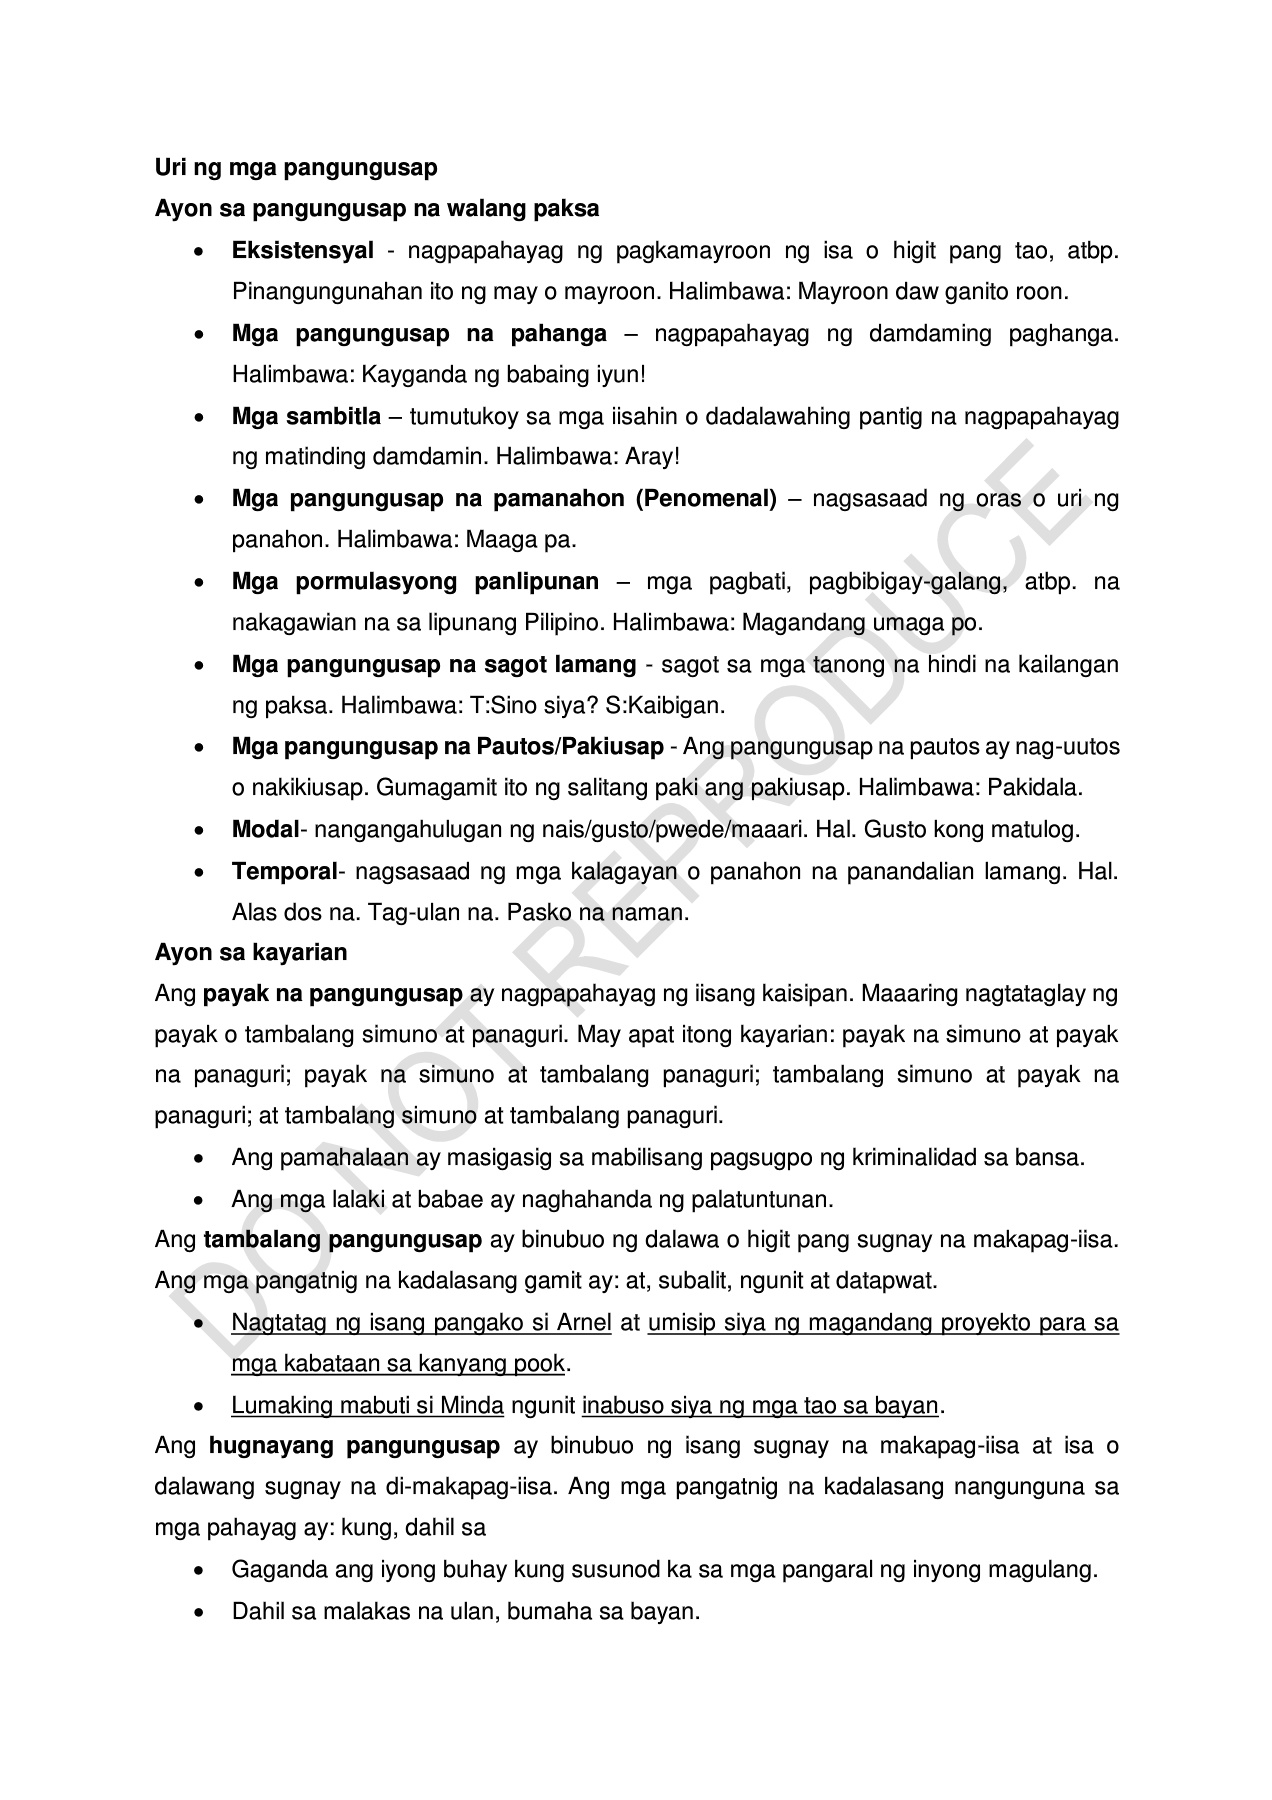 Uri ng mga pangungusap
Ayon sa pangungusap na walang paksa
• Eksistensyal - nagpapahayag ng pagkamayroon ng isa o higit pang tao, atbp.
Pinangungunahan ito ng may o mayroon. Halimbawa: Mayroon daw ganito roon.
• Mga pangungusap na pahanga – nagpapahayag ng damdaming paghanga.
Halimbawa: Kayganda ng babaing iyun!
• Mga sambitla – tumutukoy sa mga iisahin o dadalawahing pantig na nagpapahayag
ng matinding damdamin. Halimbawa: Aray!
• Mga pangungusap na pamanahon (Penomenal) – nagsasaad ng oras o uri ng
panahon. Halimbawa: Maaga pa.
• Mga pormulasyong panlipunan – mga pagbati, pagbibigay-galang, atbp. na
nakagawian na sa lipunang Pilipino. Halimbawa: Magandang umaga po.
• Mga pangungusap na sagot lamang - sagot sa mga tanong na hindi na kailangan
ng paksa. Halimbawa: T:Sino siya? S:Kaibigan.
• Mga pangungusap na Pautos/Pakiusap - Ang pangungusap na pautos ay nag-uutos
o nakikiusap. Gumagamit ito ng salitang paki ang pakiusap. Halimbawa: Pakidala.
• Modal- nangangahulugan ng nais/gusto/pwede/maaari. Hal. Gusto kong matulog.
• Temporal- nagsasaad ng mga kalagayan o panahon na panandalian lamang. Hal.
Alas dos na. Tag-ulan na. Pasko na naman.
Ayon sa kayarian
Ang payak na pangungusap ay nagpapahayag ng iisang kaisipan. Maaaring nagtataglay ng
payak o tambalang simuno at panaguri. May apat itong kayarian: payak na simuno at payak
na panaguri; payak na simuno at tambalang panaguri; tambalang simuno at payak na
panaguri; at tambalang simuno at tambalang panaguri.
• Ang pamahalaan ay masigasig sa mabilisang pagsugpo ng kriminalidad sa bansa.
• Ang mga lalaki at babae ay naghahanda ng palatuntunan.
Ang tambalang pangungusap ay binubuo ng dalawa o higit pang sugnay na makapag-iisa.
Ang mga pangatnig na kadalasang gamit ay: at, subalit, ngunit at datapwat.
• Nagtatag ng isang pangako si Arnel at umisip siya ng magandang proyekto para sa
mga kabataan sa kanyang pook.
• Lumaking mabuti si Minda ngunit inabuso siya ng mga tao sa bayan.
Ang hugnayang pangungusap ay binubuo ng isang sugnay na makapag-iisa at isa o
dalawang sugnay na di-makapag-iisa. Ang mga pangatnig na kadalasang nangunguna sa
mga pahayag ay: kung, dahil sa
• Gaganda ang iyong buhay kung susunod ka sa mga pangaral ng inyong magulang.
• Dahil sa malakas na ulan, bumaha sa bayan.
DO NOT REPRODUCE